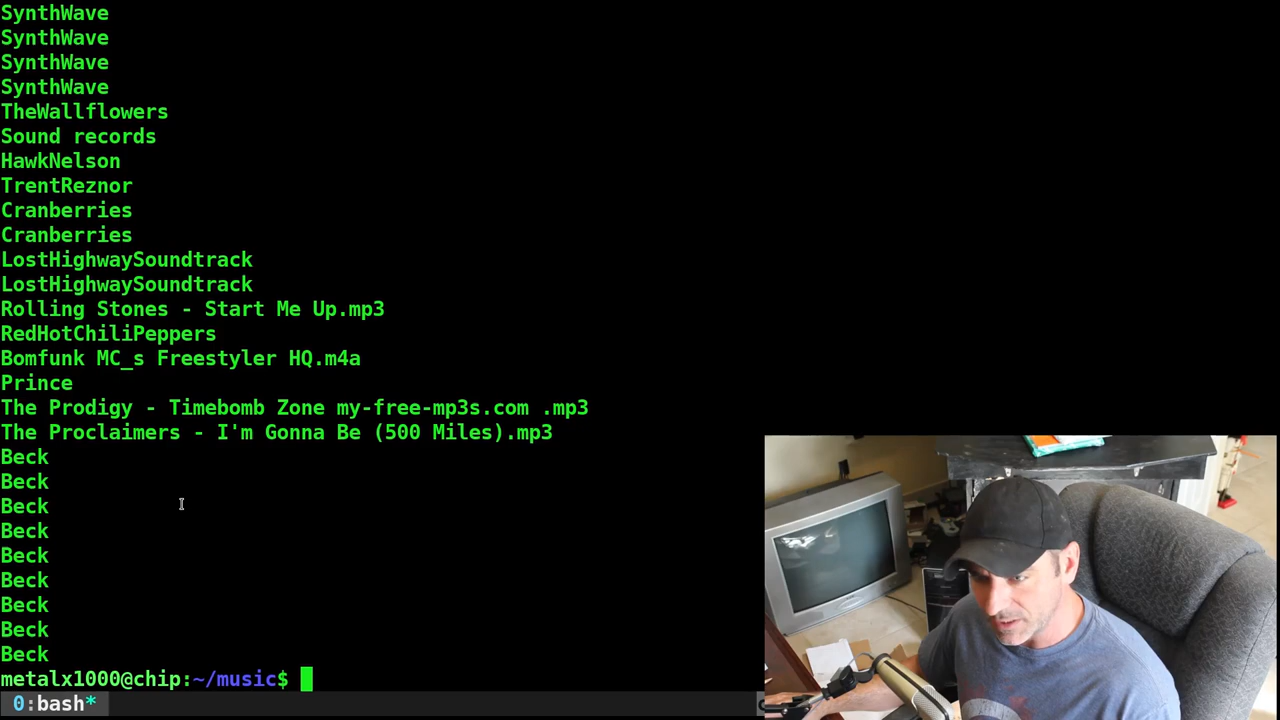 SynthWave
SynthWave
SynthWave
SynthWave
TheWallflowers
Sound records
HawkNelson
TrentReznor
Cranberries
Cranberries
LostHighwaySoundtrack
LostHighwaySoundtrack
Rolling Stones - Start Me Up.mp3
RedHotChiliPeppers
Bomfunk MC_s Freestyler HQ.m4a
Prince
The Prodigy - Timebomb Zone my-free-mp3s.com .mp3
The Proclaimers - I'm Gonna Be (500 Miles).mp3
Beck
Beck
Beck
Beck
Beck
Beck
Beck
Beck
Beck
metalx1000@chip:~/music$
0:bash*